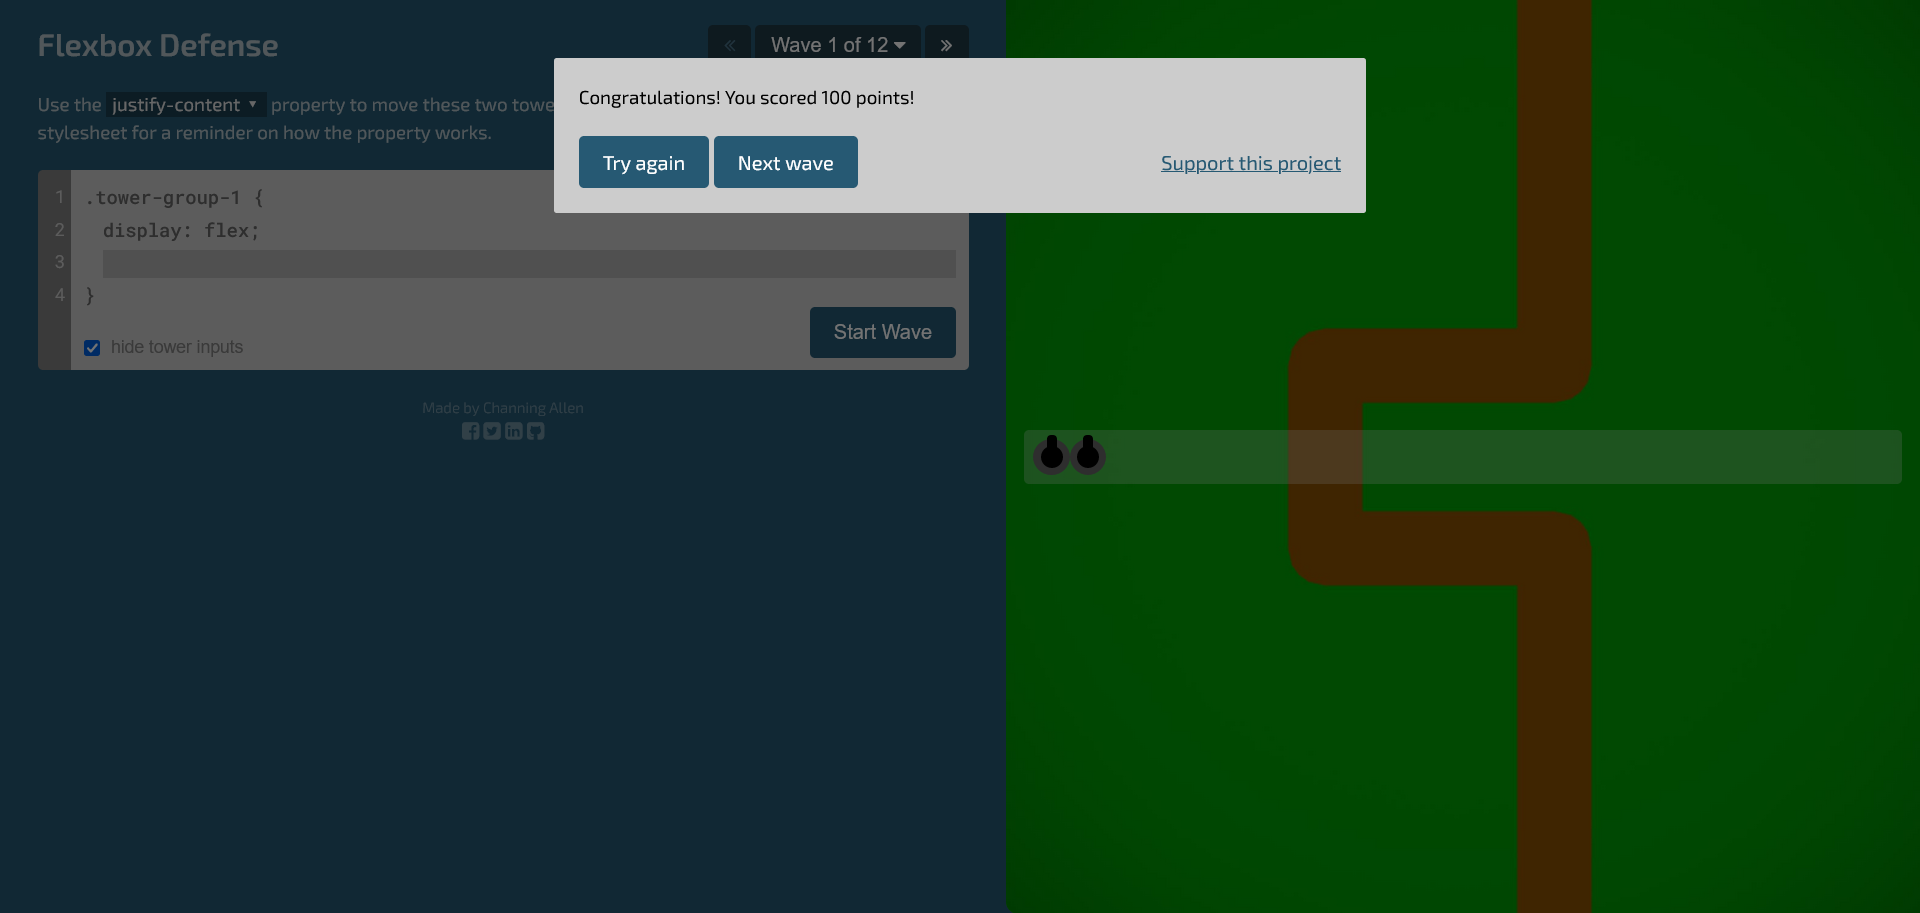 Flexbox Defense
« Wave 1 of 12 »
Use the justify-content property to move these two towe
stylesheet for a reminder on how the property works.
Congratulations! You scored 100 points!
Try again Next wave Support this project
1 .tower-group-1 {
2 display: flex;
3
4 }
hide tower inputs
Start Wave
Made by Channing Allen